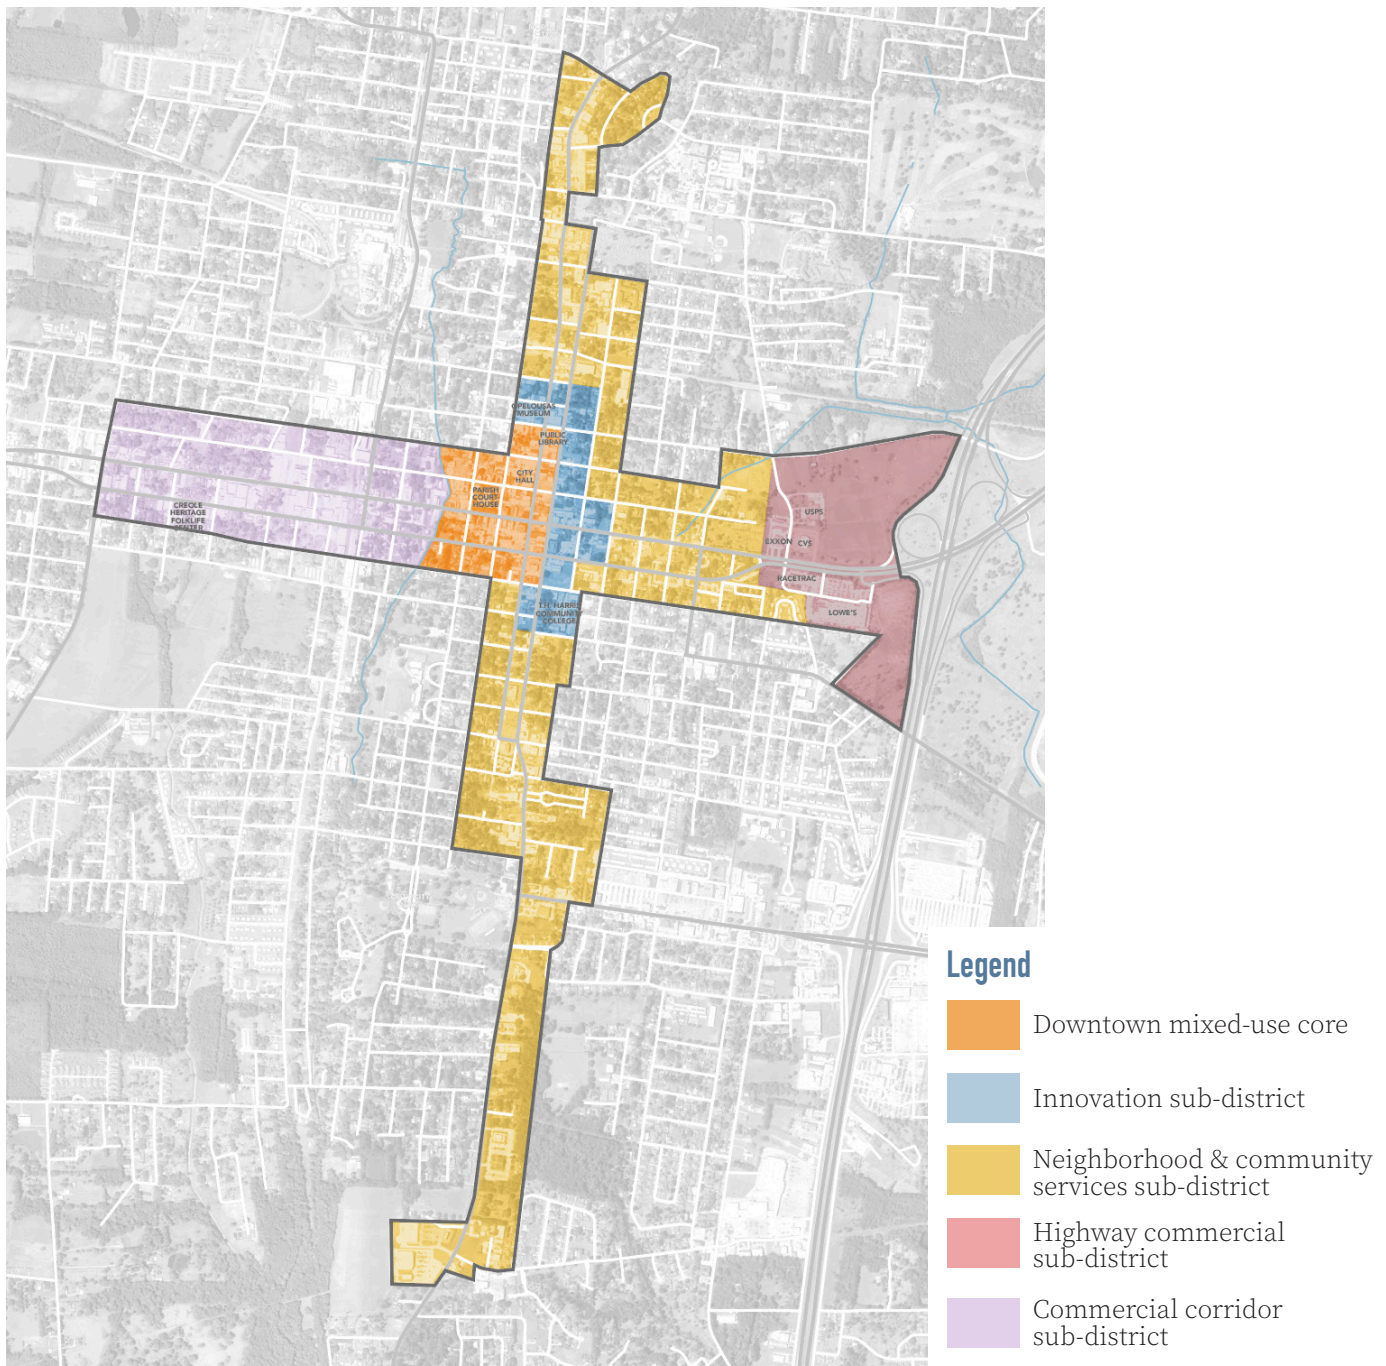 OPELOUSAS
MUSEUM
PUBLIC
LIBRARY
CITY
HALL
PARISH
COURT-
HOUSE
CREOLE
HERITAGE
FOLKLIFE
CENTER
USPS
EXXON
CVS
RACETRAC
LOWE'S
T.H. HARRIS
COMMUNITY
COLLEGE
Legend
Downtown mixed-use core
Innovation sub-district
Neighborhood & community
services sub-district
Highway commercial
sub-district
Commercial corridor
sub-district